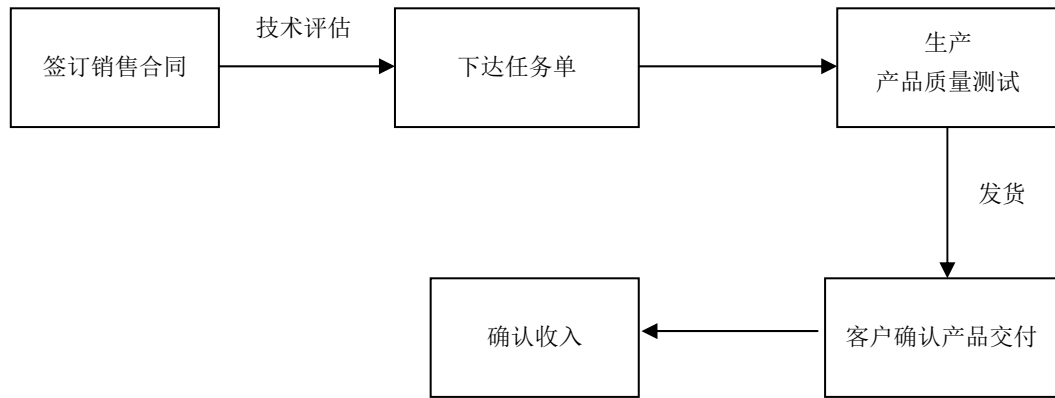 签订销售合同
技术评估
下达任务单
生产
产品质量测试
发货
客户确认产品交付
确认收入